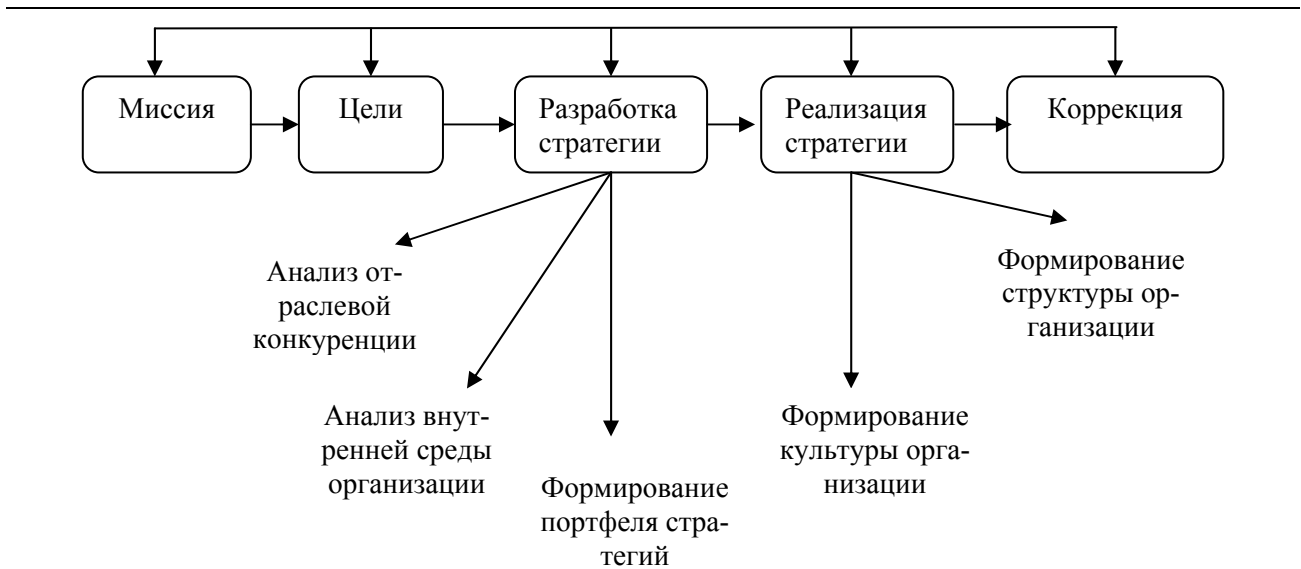 Миссия
Цели
Разработка
стратегии
Реализация
стратегии
Коррекция
Анализ от-
раслевой
конкуренции
Анализ внут-
ренней среды
организации
Формирование
портфеля стра-
тегий
Формирование
культуры орга-
низации
Формирование
структуры ор-
ганизации